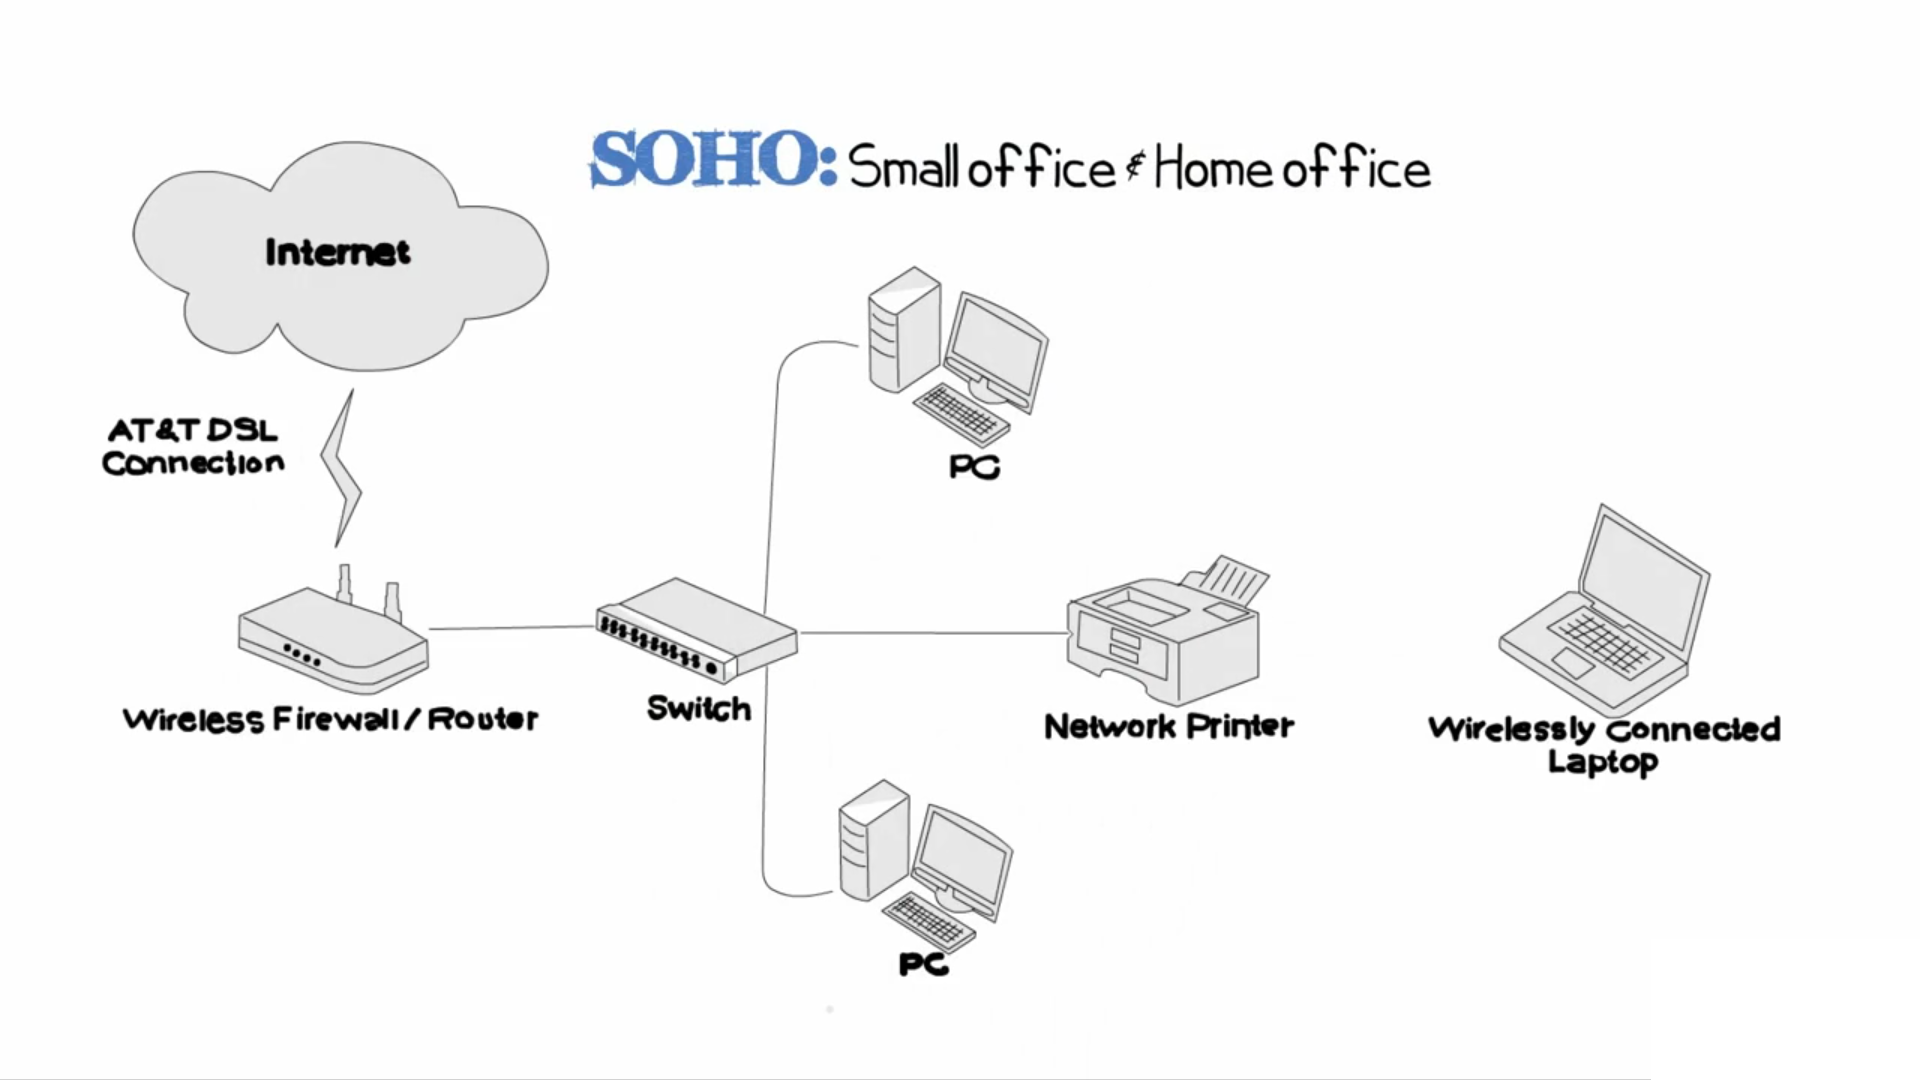 SOHO: Small office & Home office
Internet
AT&T DSL
Connection
PC
Wireless Firewall/Router
Switch
Network Printer
Wirelessly Connected
Laptop
PC